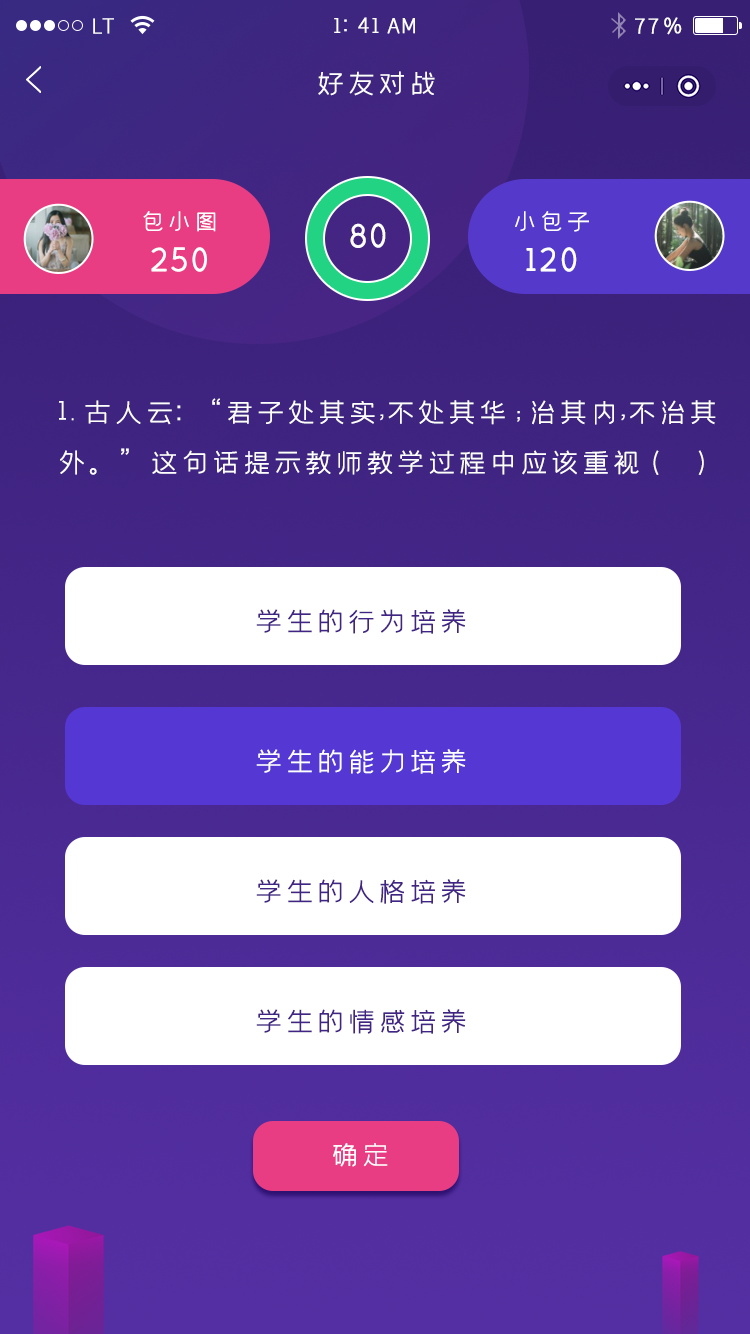 LT 1: 41 AM 77%
好友对战
包小图 80 小包子
250 120
1. 古人云: “君子处其实,不处其华;治其内,不治其
外。” 这句话提示教师教学过程中应该重视( )
学生的行为培养
学生的能力培养
学生的人格培养
学生的情感培养
确定